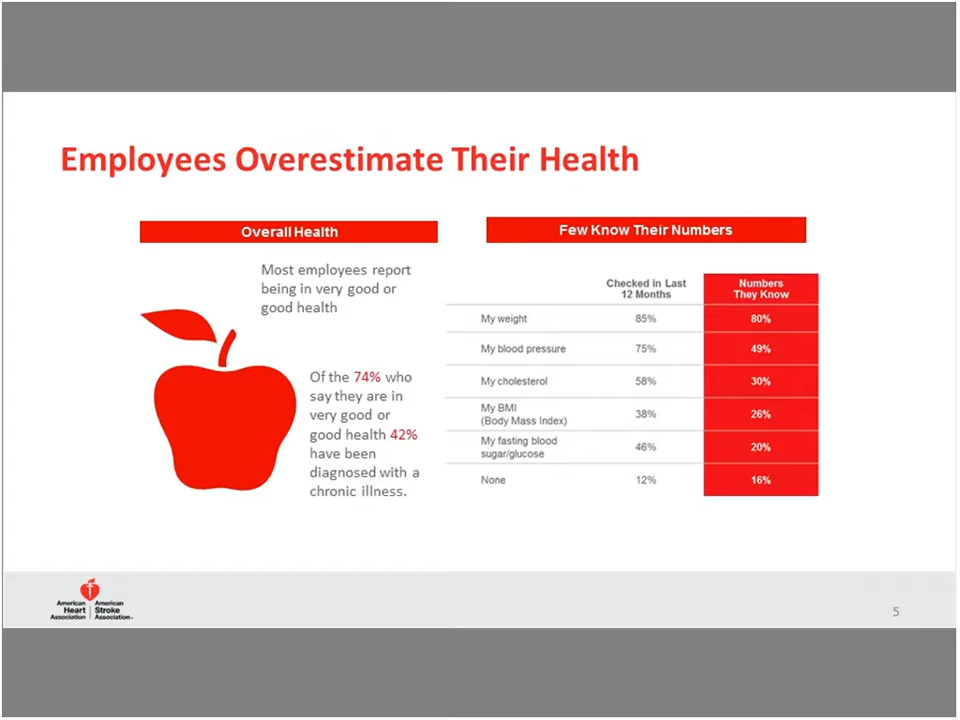 Employees Overestimate Their Health
Overall Health
Most employees report
being in very good or
good health
Of the 74% who
say they are in
very good or
good health 42%
have been
diagnosed with a
chronic illness.
Few Know Their Numbers
Checked in Last
12 Months
Numbers
They Know
My weight 85% 80%
My blood pressure 75% 49%
My cholesterol 58% 30%
My BMI
(Body Mass Index) 38% 26%
My fasting blood
sugar/glucose 46% 20%
None 12% 16%
American American
Heart Stroke
Association Association™
5